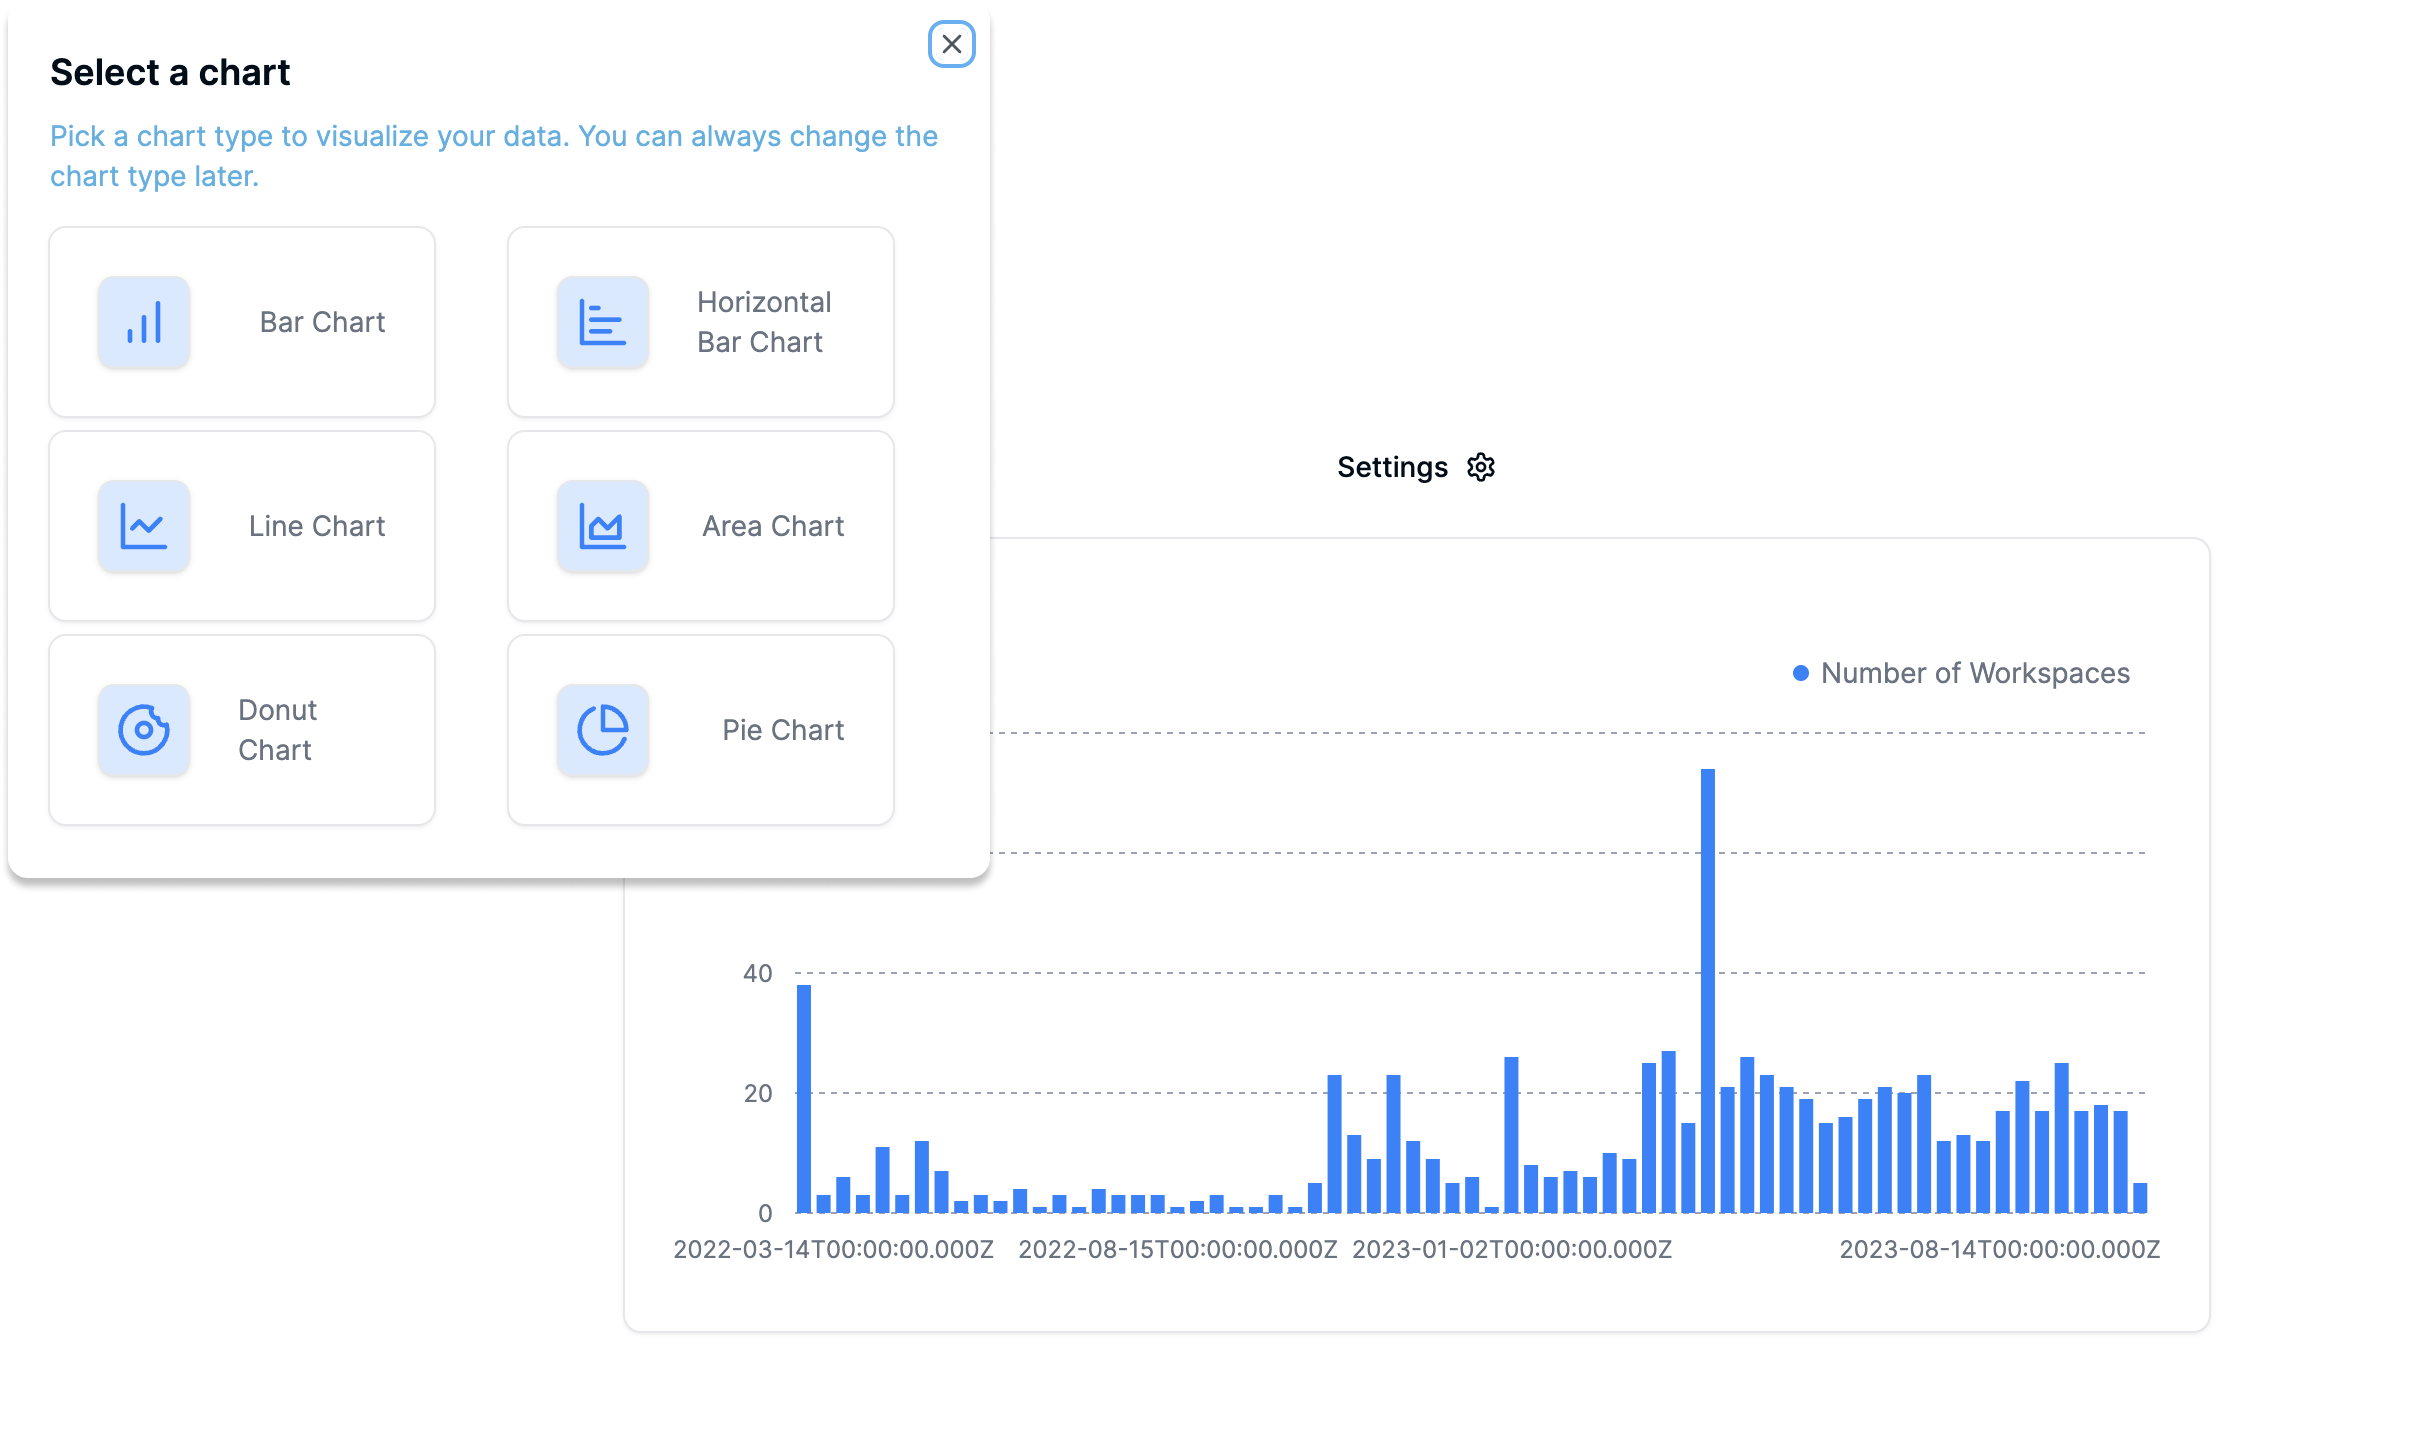 Select a chart
Pick a chart type to visualize your data. You can always change the
chart type later.
Bar Chart
Horizontal
Bar Chart
Line Chart
Area Chart
Donut
Chart
Pie Chart
Settings
Number of Workspaces
40
20
0
2022-03-14T00:00:00.000Z
2022-08-15T00:00:00.000Z
2023-01-02T00:00:00.000Z
2023-08-14T00:00:00.000Z